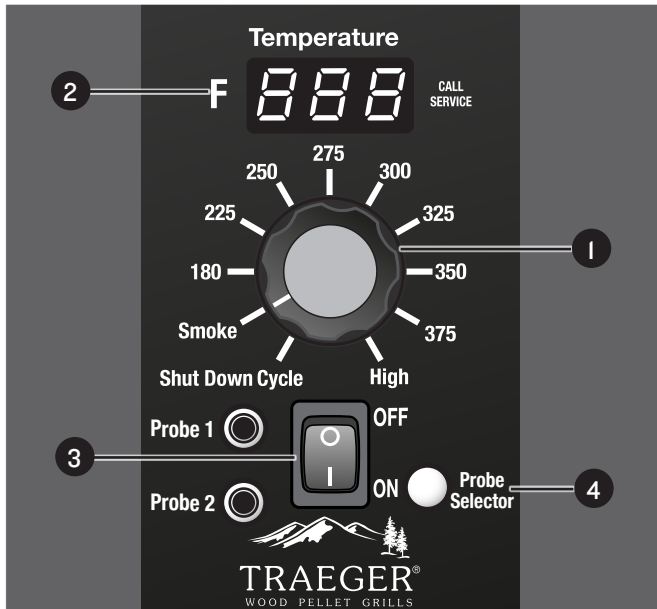 Temperature
2
F
888
CALL
SERVICE
275
250
300
225
325
1
180
350
Smoke
375
Shut Down Cycle
High
Probe 1
OFF
3
O
I
Probe 2
ON
Probe
Selector
4
TRAEGER®
WOOD PELLET GRILLS